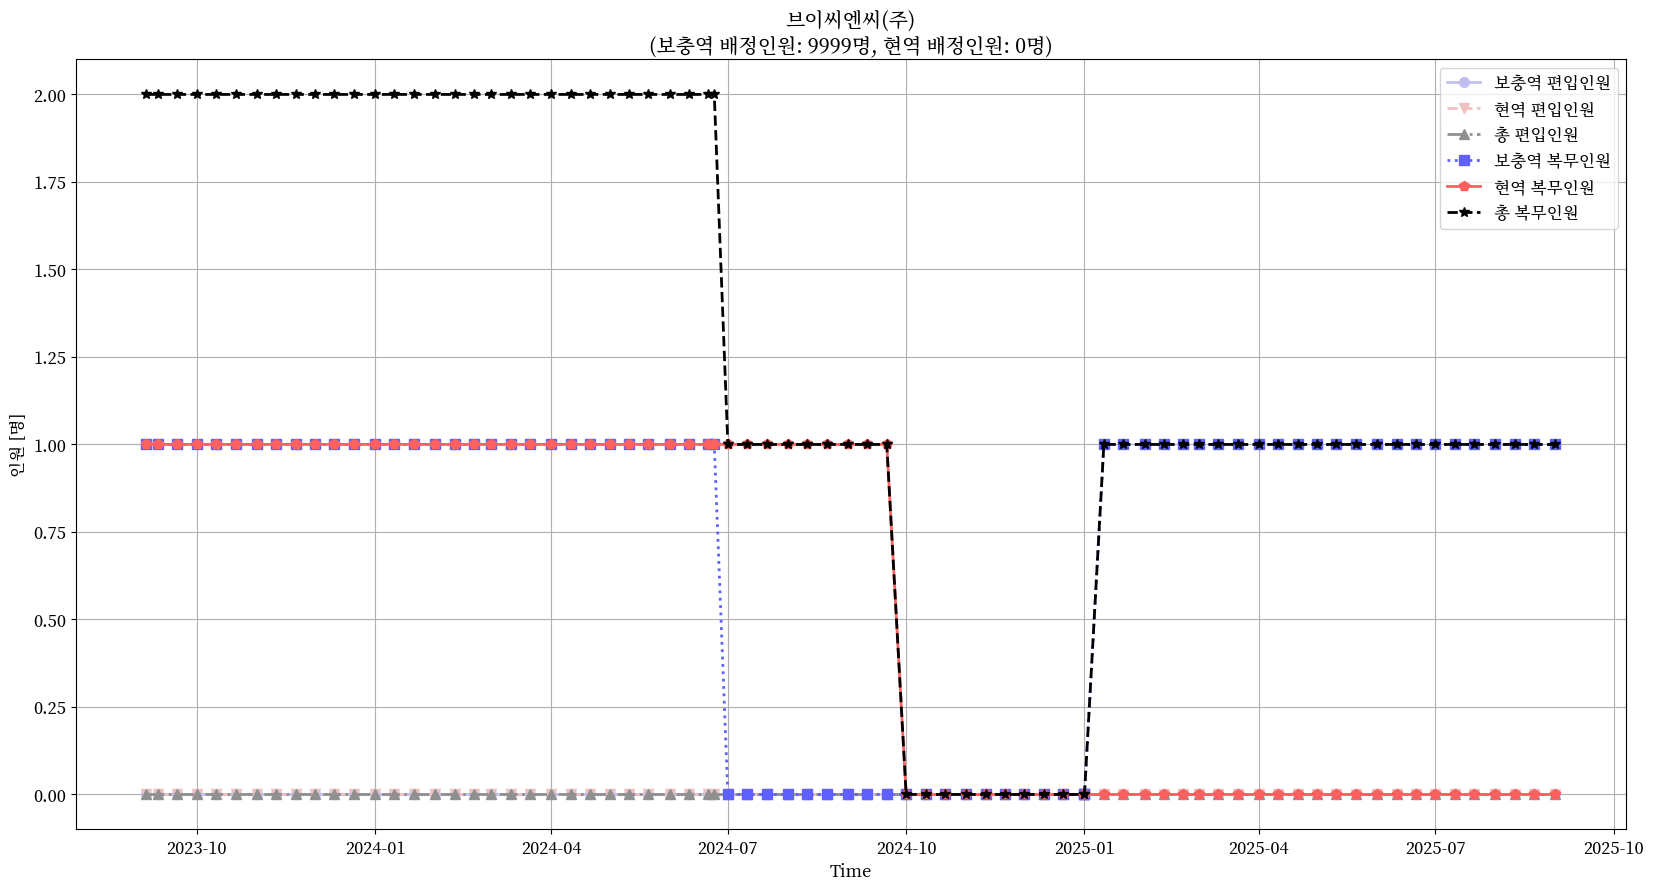 브이씨엔씨(주)
(보충역 배정인원: 9999명, 현역 배정인원: 0명)
보충역 편입인원
현역 편입인원
총 편입인원
보충역 복무인원
현역 복무인원
총 복무인원
2.00
1.75
1.50
1.25
1.00
0.75
0.50
0.25
0.00
인원 [명]
2023-10
2024-01
2024-04
2024-07
2024-10
2025-01
2025-04
2025-07
2025-10
Time